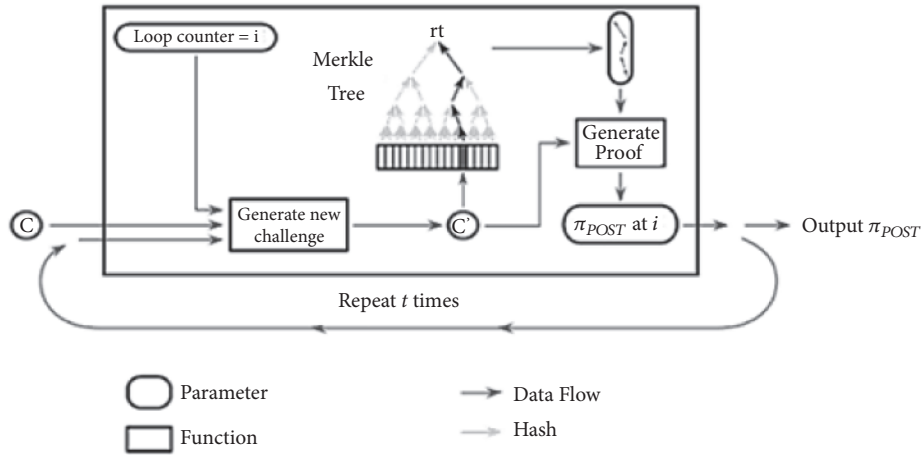 Loop counter = i
rt
Merkle
Tree
Generate
Proof
C
Generate new
challenge
C’
π_POST at i
Output π_POST
Repeat t times
Parameter
Data Flow
Function
Hash